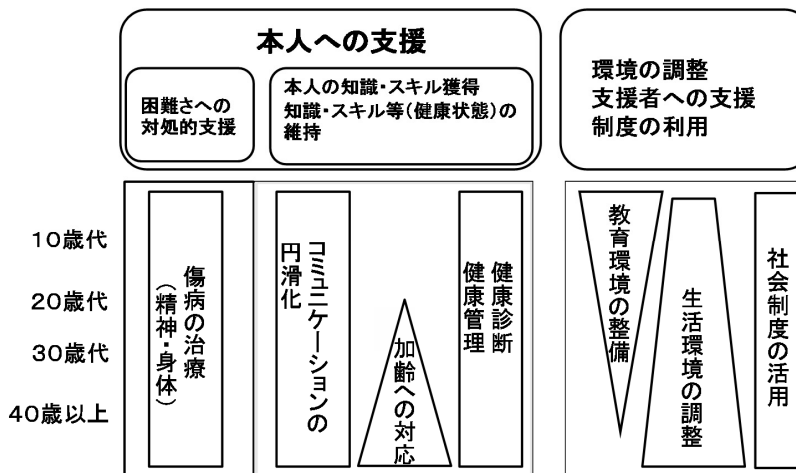 本人への支援
困難さへの
対処的支援
本人の知識・スキル獲得
知識・スキル等(健康状態)の
維持
環境の調整
支援者への支援
制度の利用
10歳代
20歳代
30歳代
40歳以上
傷病の治療
(精神・身体)
コミュニケーションの
円滑化
加齢への対応
健康診断
健康管理
教育環境の整備
生活環境の調整
社会制度の活用